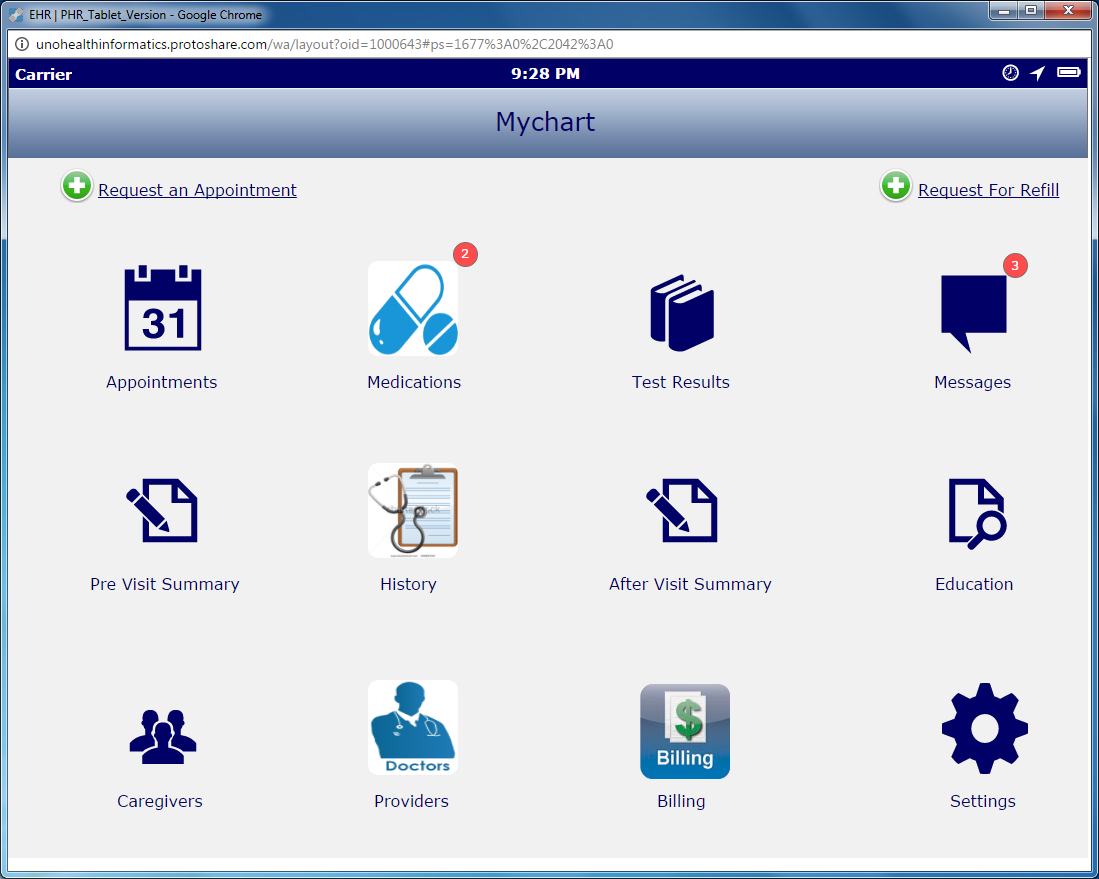 EHR | PHR_Tablet_Version - Google Chrome
unohealthinformatics.protoshare.com/wa/layout?oid=1000643#ps=1677%3A0%2C2042%3A0
Carrier 9:28 PM
Mychart
Request an Appointment Request For Refill
2 3
31
Appointments Medications Test Results Messages
Pre Visit Summary History After Visit Summary Education
Doctors $ Billing
Caregivers Providers Billing Settings